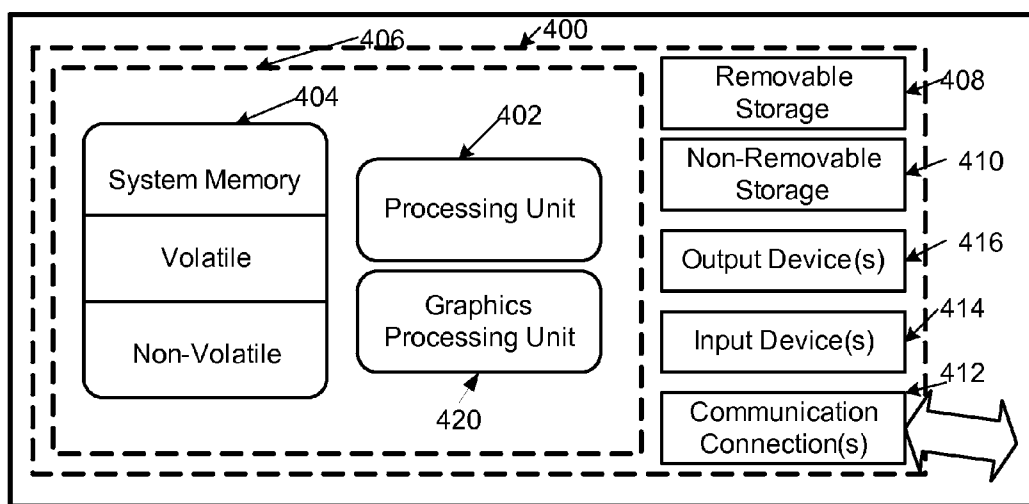 400
406
404
402
System Memory
Volatile
Non-Volatile
Processing Unit
Graphics
Processing Unit
420
Removable
Storage
408
Non-Removable
Storage
410
Output Device(s)
416
Input Device(s)
414
412
Communication
Connection(s)